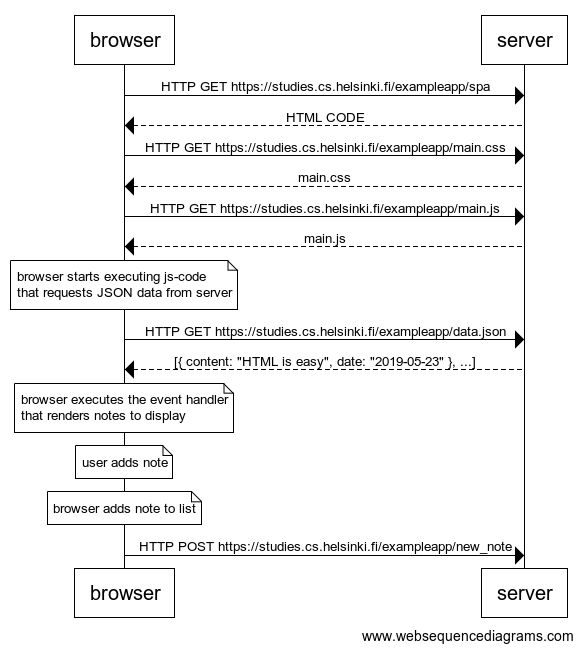 browser
server
HTTP GET https://studies.cs.helsinki.fi/exampleapp/spa
HTML CODE
HTTP GET https://studies.cs.helsinki.fi/exampleapp/main.css
main.css
HTTP GET https://studies.cs.helsinki.fi/exampleapp/main.js
main.js
browser starts executing js-code
that requests JSON data from server
HTTP GET https://studies.cs.helsinki.fi/exampleapp/data.json
[{ content: "HTML is easy", date: "2019-05-23" }, ...]
browser executes the event handler
that renders notes to display
user adds note
browser adds note to list
HTTP POST https://studies.cs.helsinki.fi/exampleapp/new_note
browser
server
www.websequencediagrams.com